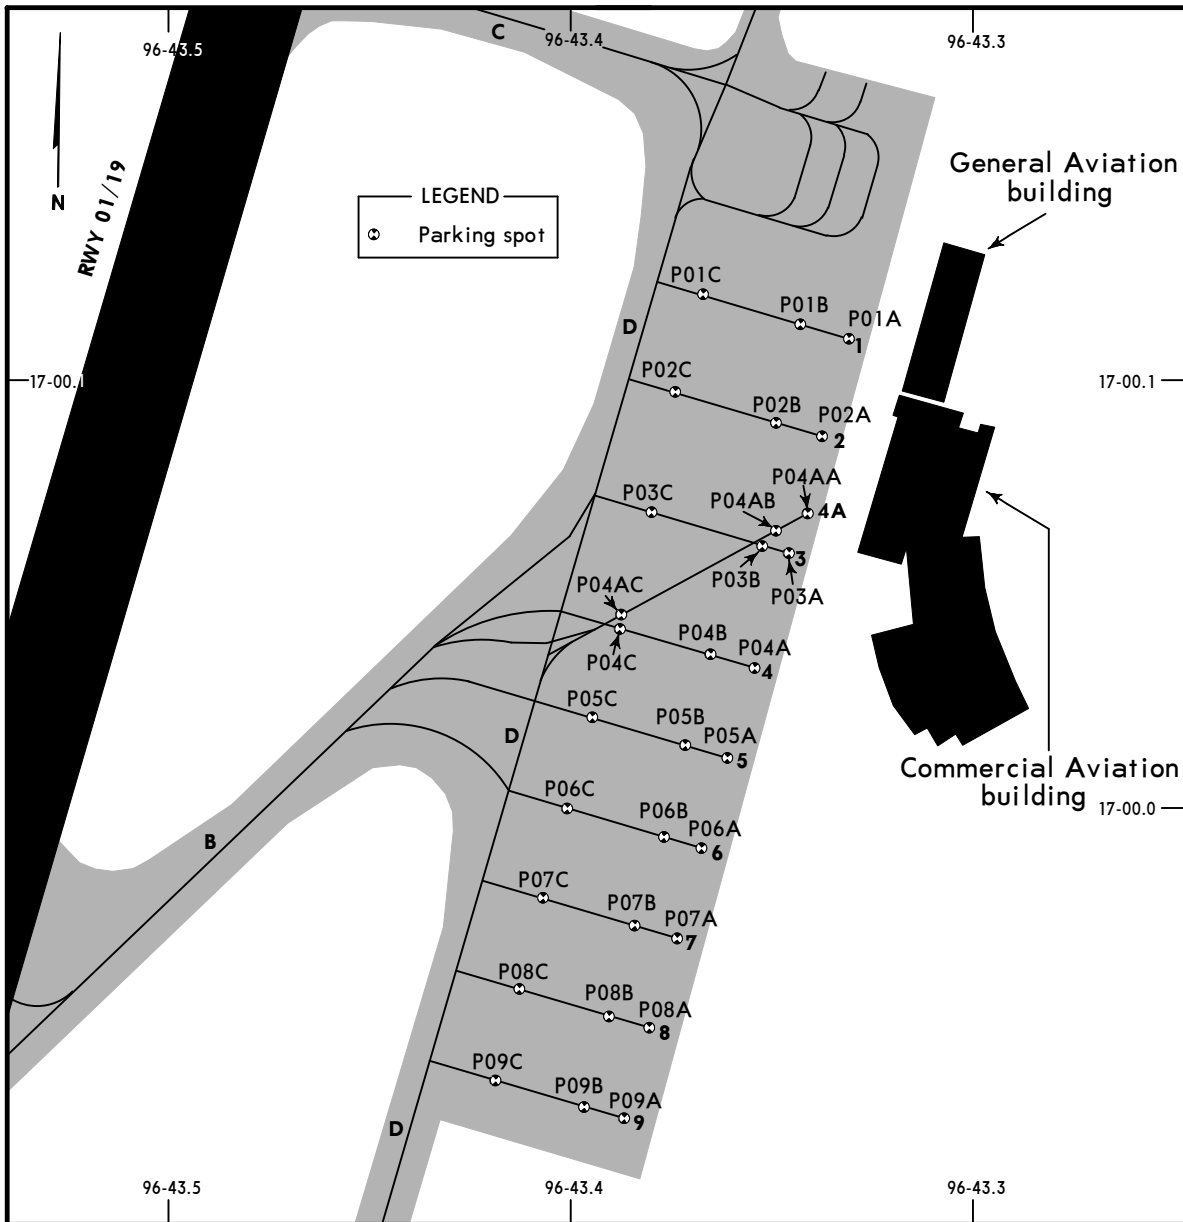 C
96-43.5
96-43.4
96-43.3
N
RWY 01/19
LEGEND
Parking spot
General Aviation
building
P01C
P01B
P01A
1
D
17-00.1
17-00.1
P02C
P02B
P02A
2
P03C
P04AB
P04AA
4A
3
P03B
P03A
P04AC
P04C
P04B
P04A
4
P05C
P05B
P05A
5
D
Commercial Aviation
building
17-00.0
P06C
P06B
P06A
6
B
P07C
P07B
P07A
7
P08C
P08B
P08A
8
P09C
P09B
P09A
9
D
96-43.5
96-43.4
96-43.3